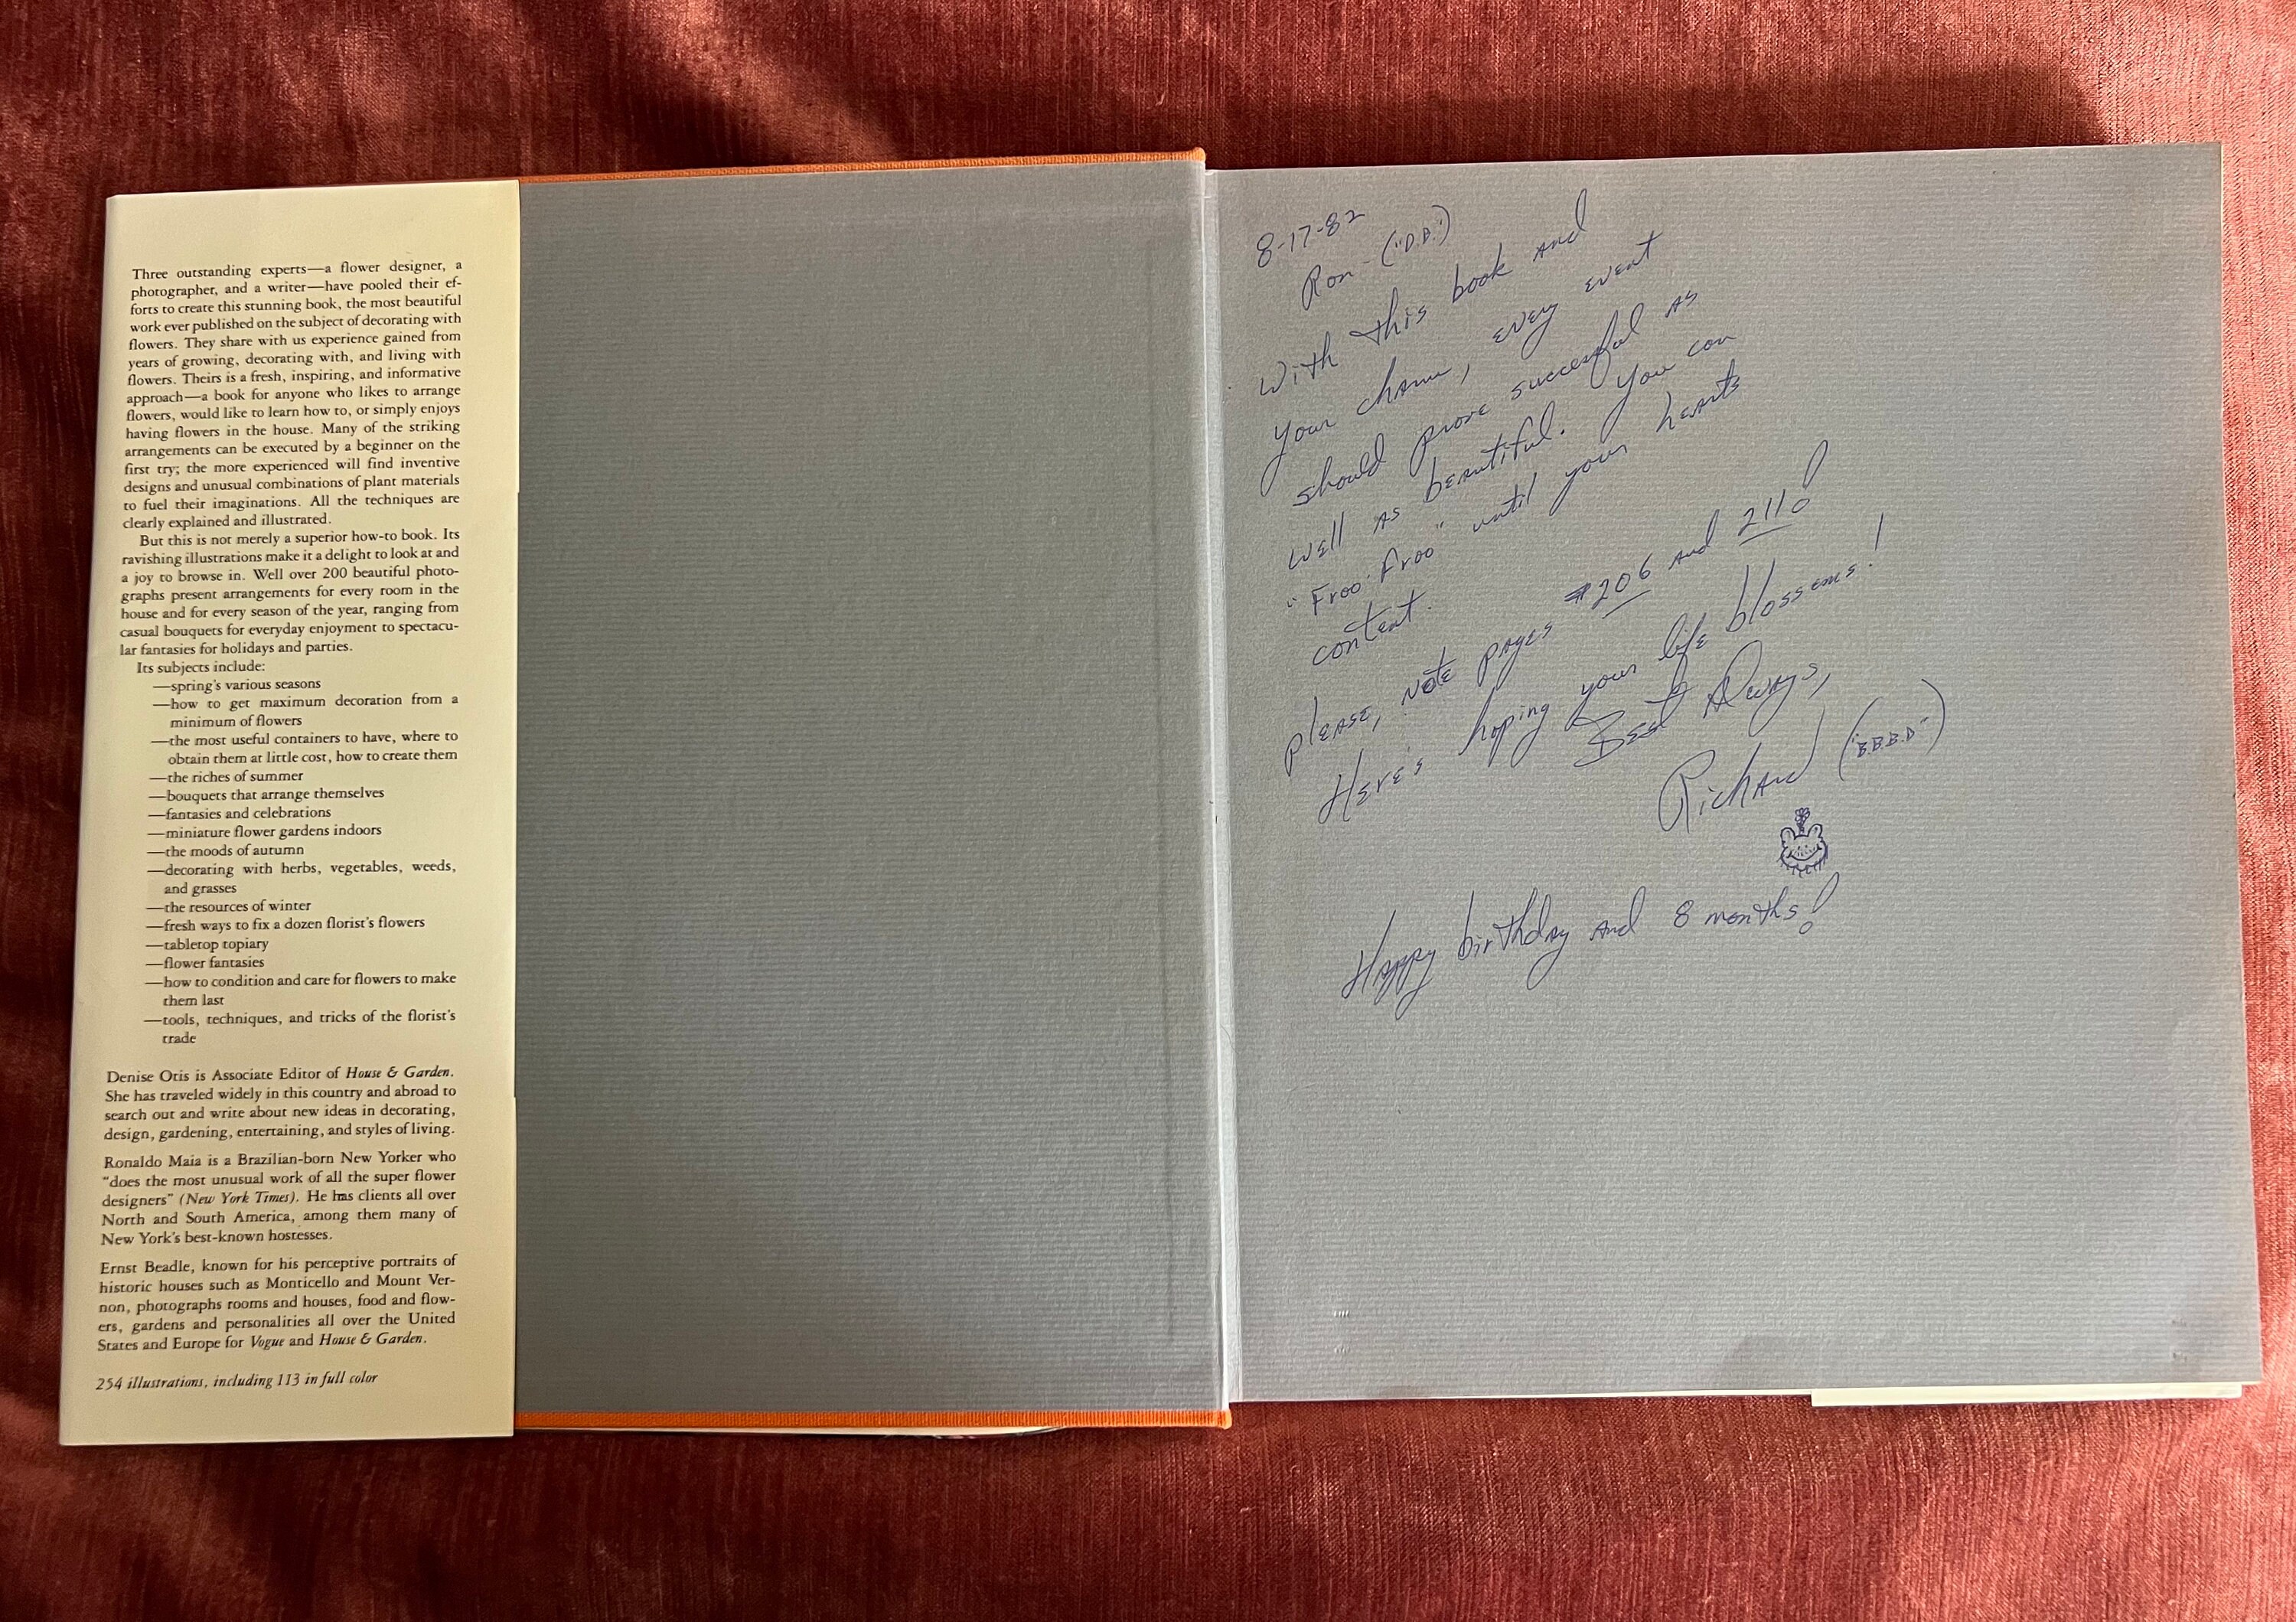 Three outstanding experts—a flower designer, a
photographer, and a writer—have pooled their ef-
forts to create this stunning book, the most beautiful
work ever published on the subject of decorating with
flowers. They share with us experience gained from
years of growing, decorating with, and living with
flowers. Theirs is a fresh, inspiring, and informative
approach—a book for anyone who likes to arrange
flowers, would like to learn how to, or simply enjoys
having flowers in the house. Many of the striking
arrangements can be executed by a beginner on the
first try; the more experienced will find inventive
designs and unusual combinations of plant materials
to fuel their imaginations. All the techniques are
clearly explained and illustrated.
But this is not merely a superior how-to book. Its
ravishing illustrations make it a delight to look at and
a joy to browse in. Well over 200 beautiful photo-
graphs present arrangements for every room in the
house and for every season of the year, ranging from
casual bouquets for everyday enjoyment to spectacu-
lar fantasies for holidays and parties.
Its subjects include:
—spring's various seasons
—how to get maximum decoration from a
minimum of flowers
—the most useful containers to have, where to
obtain them at little cost, how to create them
—the riches of summer
—bouquets that arrange themselves
—fantasies and celebrations
—miniature flower gardens indoors
—the moods of autumn
—decorating with herbs, vegetables, weeds,
and grasses
—the resources of winter
—fresh ways to fix a dozen florist's flowers
—tabletop topiary
—flower fantasies
—how to condition and care for flowers to make
them last
—tools, techniques, and tricks of the florist's
trade
Denise Otis is Associate Editor of House & Garden.
She has traveled widely in this country and abroad to
search out and write about new ideas in decorating,
design, gardening, entertaining, and styles of living.
Ronaldo Maia is a Brazilian-born New Yorker who
"does the most unusual work of all the super flower
designers" (New York Times). He has clients all over
North and South America, among them many of
New York's best-known hostesses.
Ernst Beadle, known for his perceptive portraits of
historic houses such as Monticello and Mount Ver-
non, photographs rooms and houses, food and flow-
ers, gardens and personalities all over the United
States and Europe for Vogue and House & Garden.
254 illustrations, including 113 in full color
8-17-82
Ron - ("D.B.")
With this book and
your charm, every event
should prove successful as
well as beautiful. You can
"Froo-Froo" until your hearts
content.
please, note pages #206 and 211!
Here's hoping your life blossoms!
Best Always,
Richard ("B.B.B.D")
Happy birthday and 8 months!